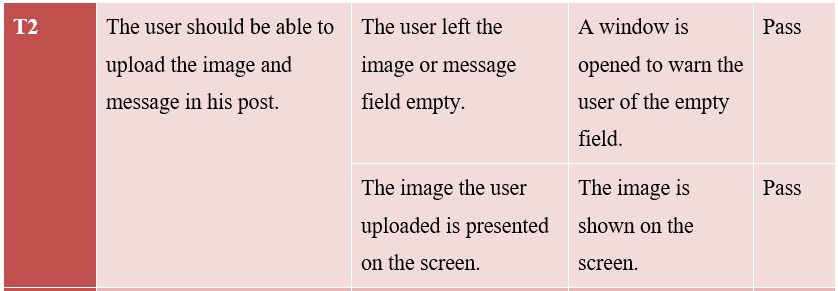 T2
The user should be able to
upload the image and
message in his post.
The user left the
image or message
field empty.
A window is
opened to warn the
user of the empty
field.
Pass
The image the user
uploaded is presented
on the screen.
The image is
shown on the
screen.
Pass